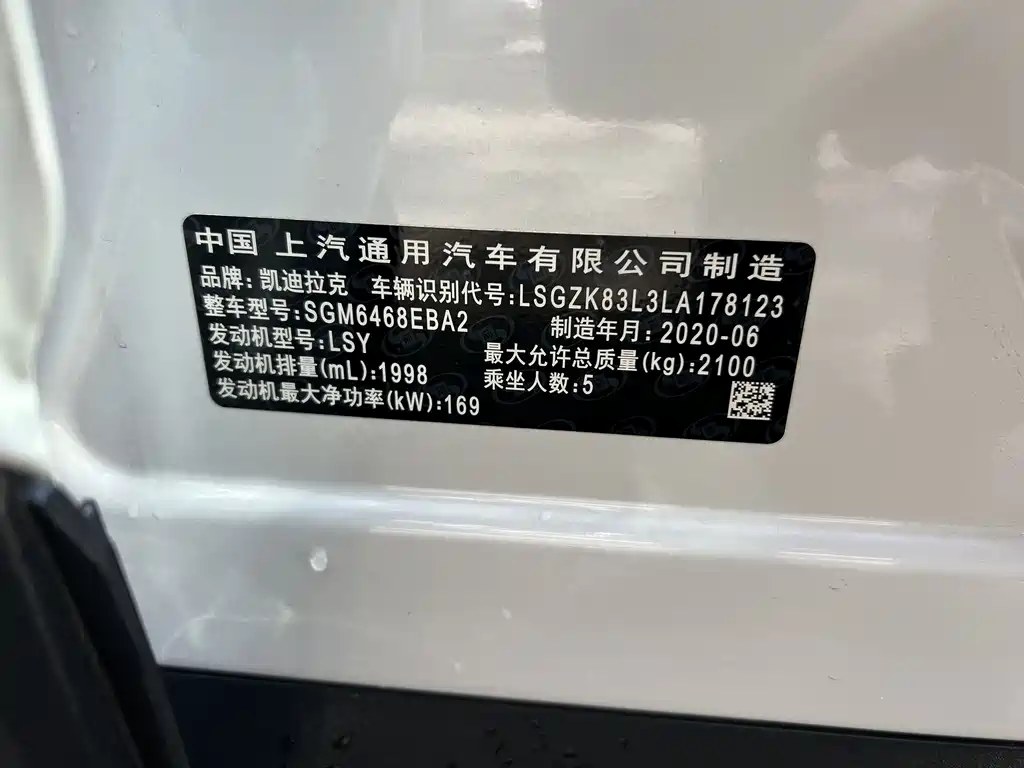 中国 上汽通用汽车有限公司制造
品牌:凯迪拉克 车辆识别代号:LSGZK83L3LA178123
整车型号:SGM6468EBA2 制造年月:2020-06
发动机型号:LSY 最大允许总质量(kg):2100
发动机排量(mL):1998 乘坐人数:5
发动机最大净功率(kW):169